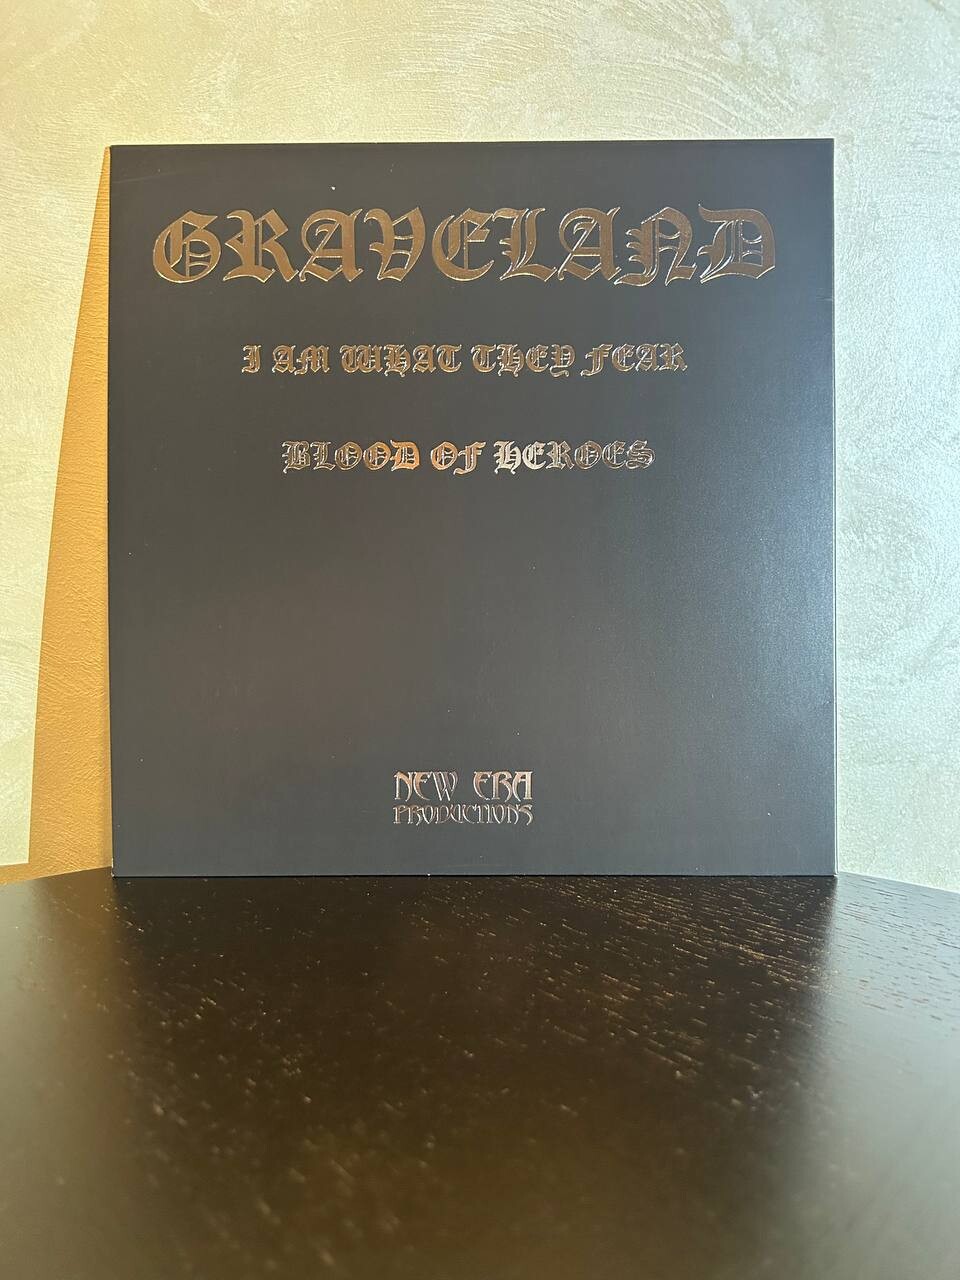 GRAVELAND
I AM WHAT THEY FEAR
BLOOD OF HEROES
NEW ERA
PRODUCTIONS